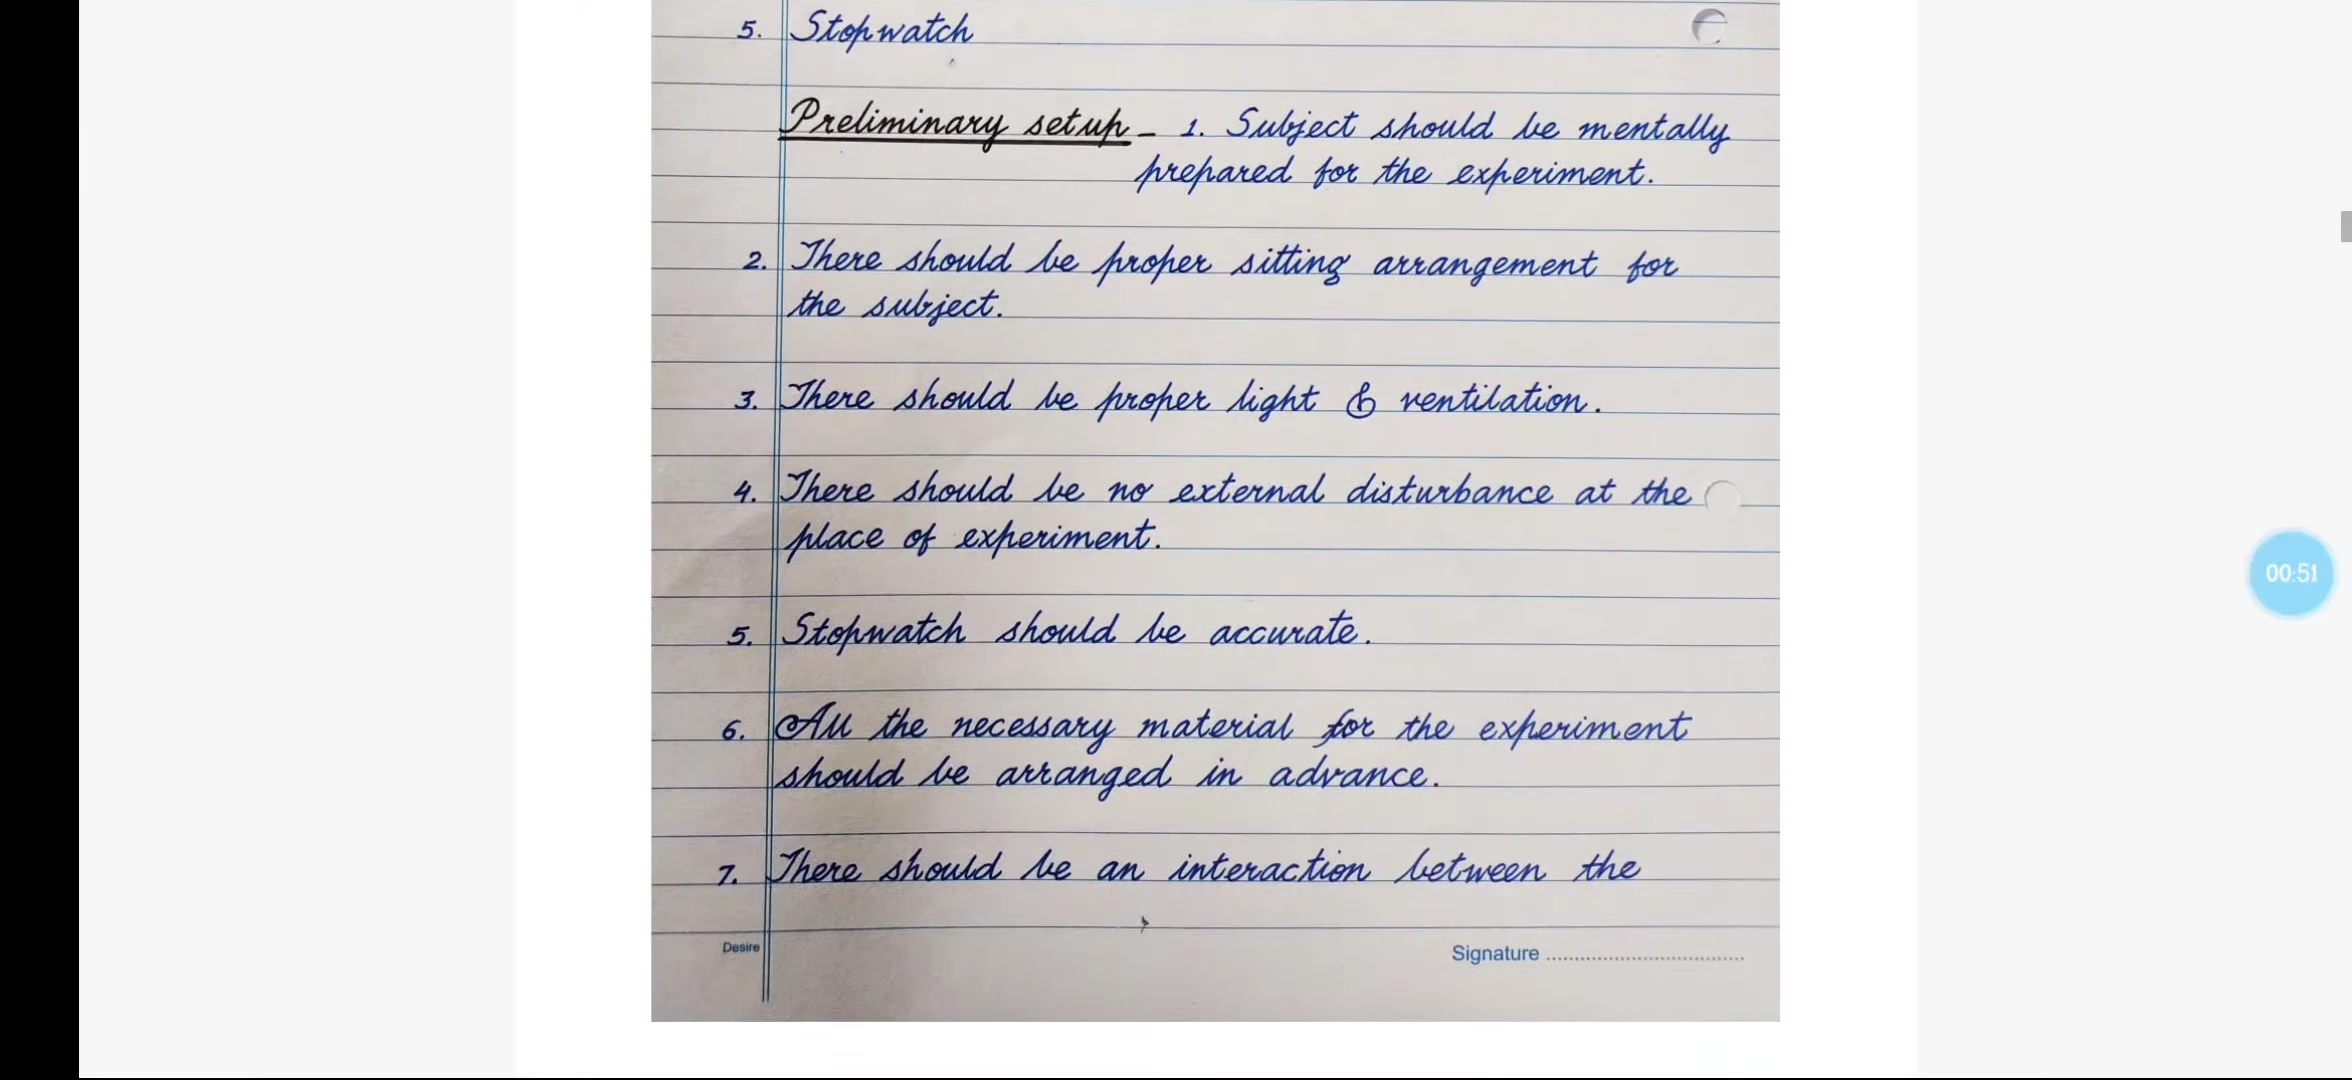 5. Stopwatch
Preliminary setup - 1. Subject should be mentally
prepared for the experiment.
2. There should be proper sitting arrangement for
the subject.
3. There should be proper light & ventilation.
4. There should be no external disturbance at the
place of experiment.
5. Stopwatch should be accurate.
6. All the necessary material for the experiment
should be arranged in advance.
7. There should be an interaction between the
Desire
Signature ....................................
00:51